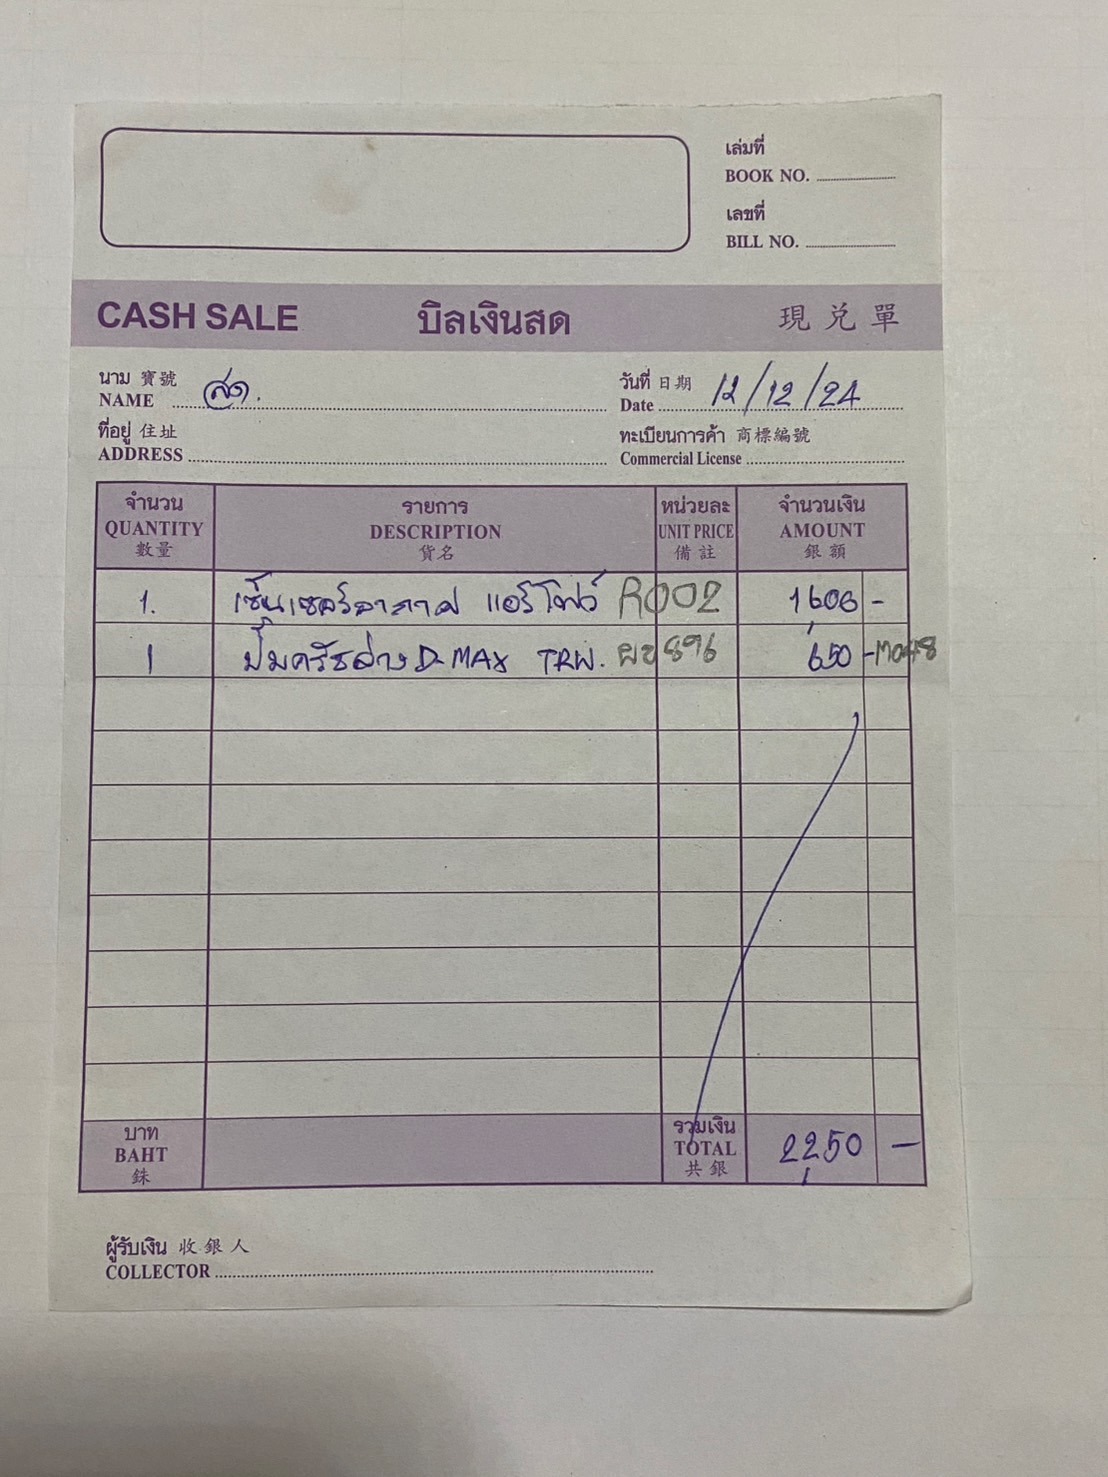 เล่มที่
BOOK NO.
เลขที่
BILL NO.
CASH SALE บิลเงินสด 現兑單
นาม 寶號
NAME สด.
วันที่ 日期
Date 12/12/24
ที่อยู่ 住址
ADDRESS
ทะเบียนการค้า 商標編號
Commercial License
จำนวน รายการ หน่วยละ จำนวนเงิน
QUANTITY DESCRIPTION UNIT PRICE AMOUNT
數量 貨名 備註 銀額
1. เซ็นเซอร์อากาศ แอร์โฟว์ R002 1600 -
1 ปั๊มครัชล่าง D-MAX TRW. ผข896 650 -
บาท รวมเงิน
BAHT TOTAL 2250 -
銖 共銀
ผู้รับเงิน 收銀人
COLLECTOR